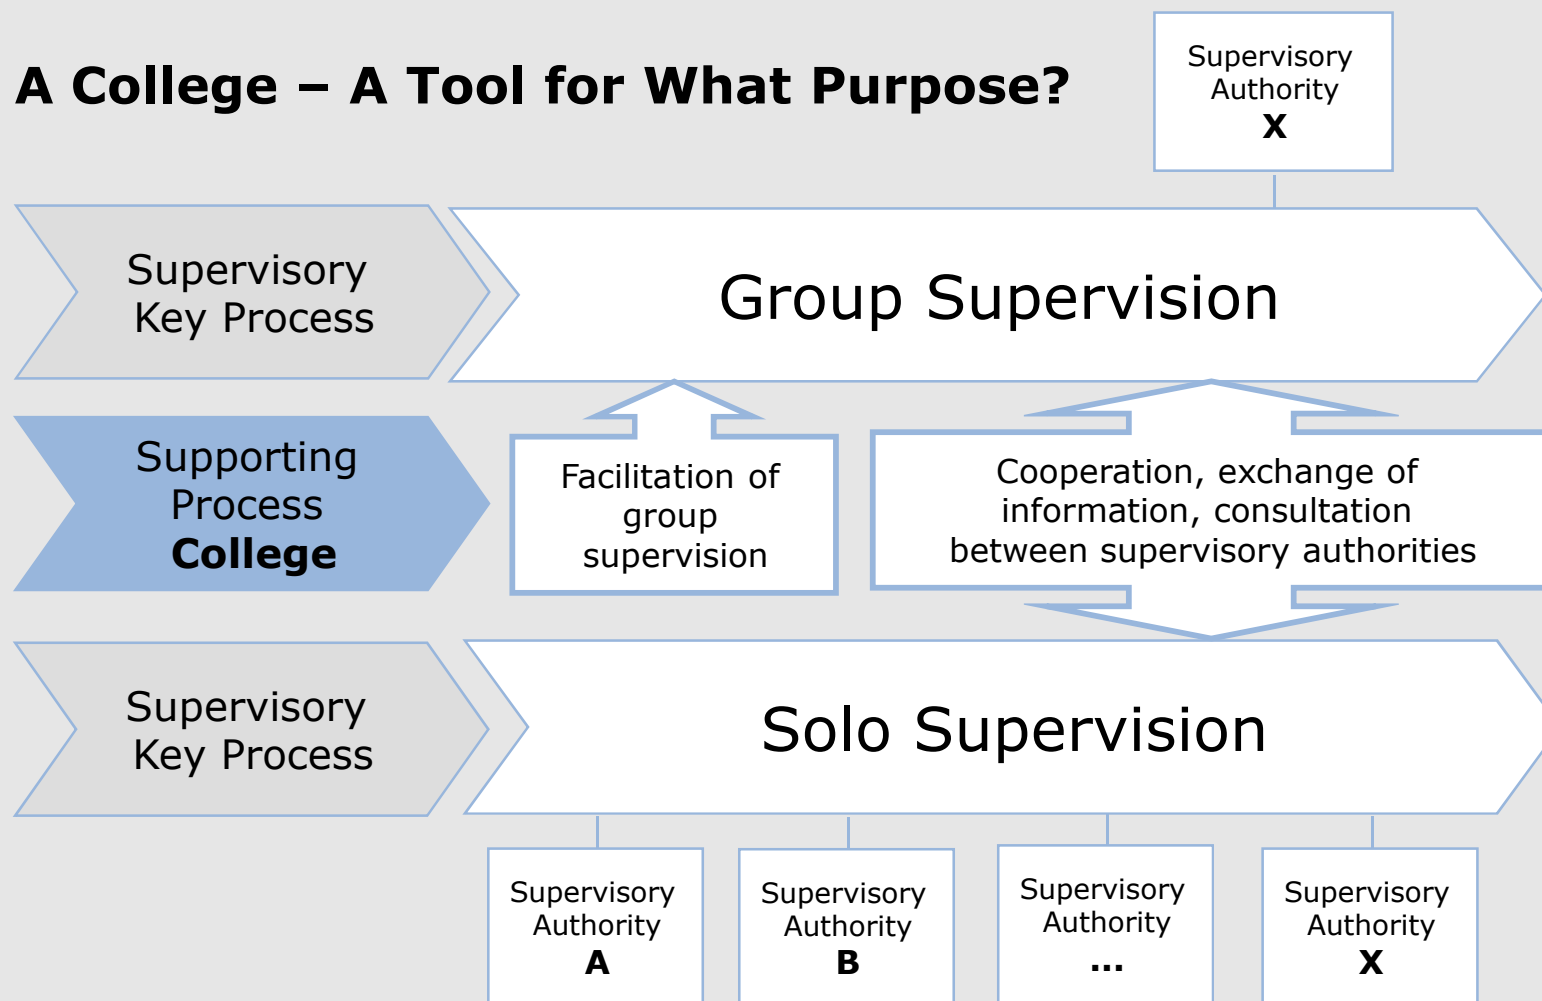 A College – A Tool for What Purpose?
Supervisory
Authority
X
Supervisory
Key Process
Group Supervision
Supporting
Process
College
Facilitation of
group
supervision
Cooperation, exchange of
information, consultation
between supervisory authorities
Supervisory
Key Process
Solo Supervision
Supervisory
Authority
A
Supervisory
Authority
B
Supervisory
Authority
…
Supervisory
Authority
X